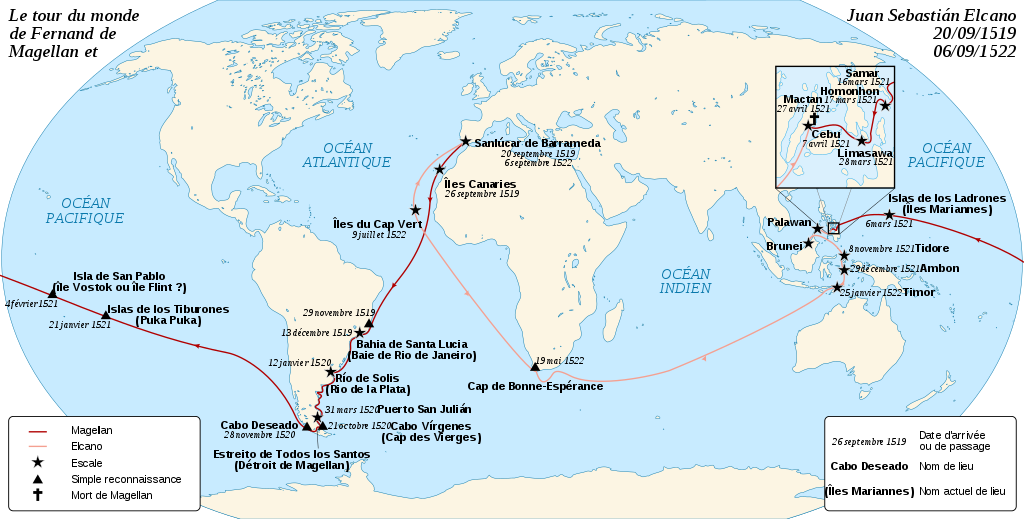 Le tour du monde
de Fernand de
Magellan et
Juan Sebastián Elcano
20/09/1519
06/09/1522
Samar
16 mars 1521
Homonhon
17 mars 1521
Mactan
27 avril 1521
Cebu
7 avril 1521
Limasawa
28 mars 1521
OCÉAN
ATLANTIQUE
Sanlúcar de Barrameda
20 septembre 1519
6 septembre 1522
OCÉAN
PACIFIQUE
Îles Canaries
26 septembre 1519
OCÉAN
PACIFIQUE
Islas de los Ladrones
(Îles Mariannes)
6 mars 1521
Îles du Cap Vert
9 juillet 1522
Palawan
Brunei
8 novembre 1521 Tidore
29 décembre 1521 Ambon
25 janvier 1522 Timor
OCÉAN
INDIEN
Isla de San Pablo
(île Vostok ou île Flint ?)
4 février 1521
Islas de los Tiburones
(Puka Puka)
21 janvier 1521
29 novembre 1519
13 décembre 1519
Bahia de Santa Lucia
(Baie de Rio de Janeiro)
12 janvier 1520
Río de Solis
(Rio de la Plata)
19 mai 1522
Cap de Bonne-Espérance
31 mars 1520 Puerto San Julián
Cabo Deseado
28 novembre 1520
21 octobre 1520
Cabo Vírgenes
(Cap des Vierges)
Estreito de Todos los Santos
(Détroit de Magellan)
Magellan
Elcano
Escale
Simple reconnaissance
Mort de Magellan
26 septembre 1519 Date d'arrivée
ou de passage
Cabo Deseado Nom de lieu
(Îles Mariannes) Nom actuel de lieu